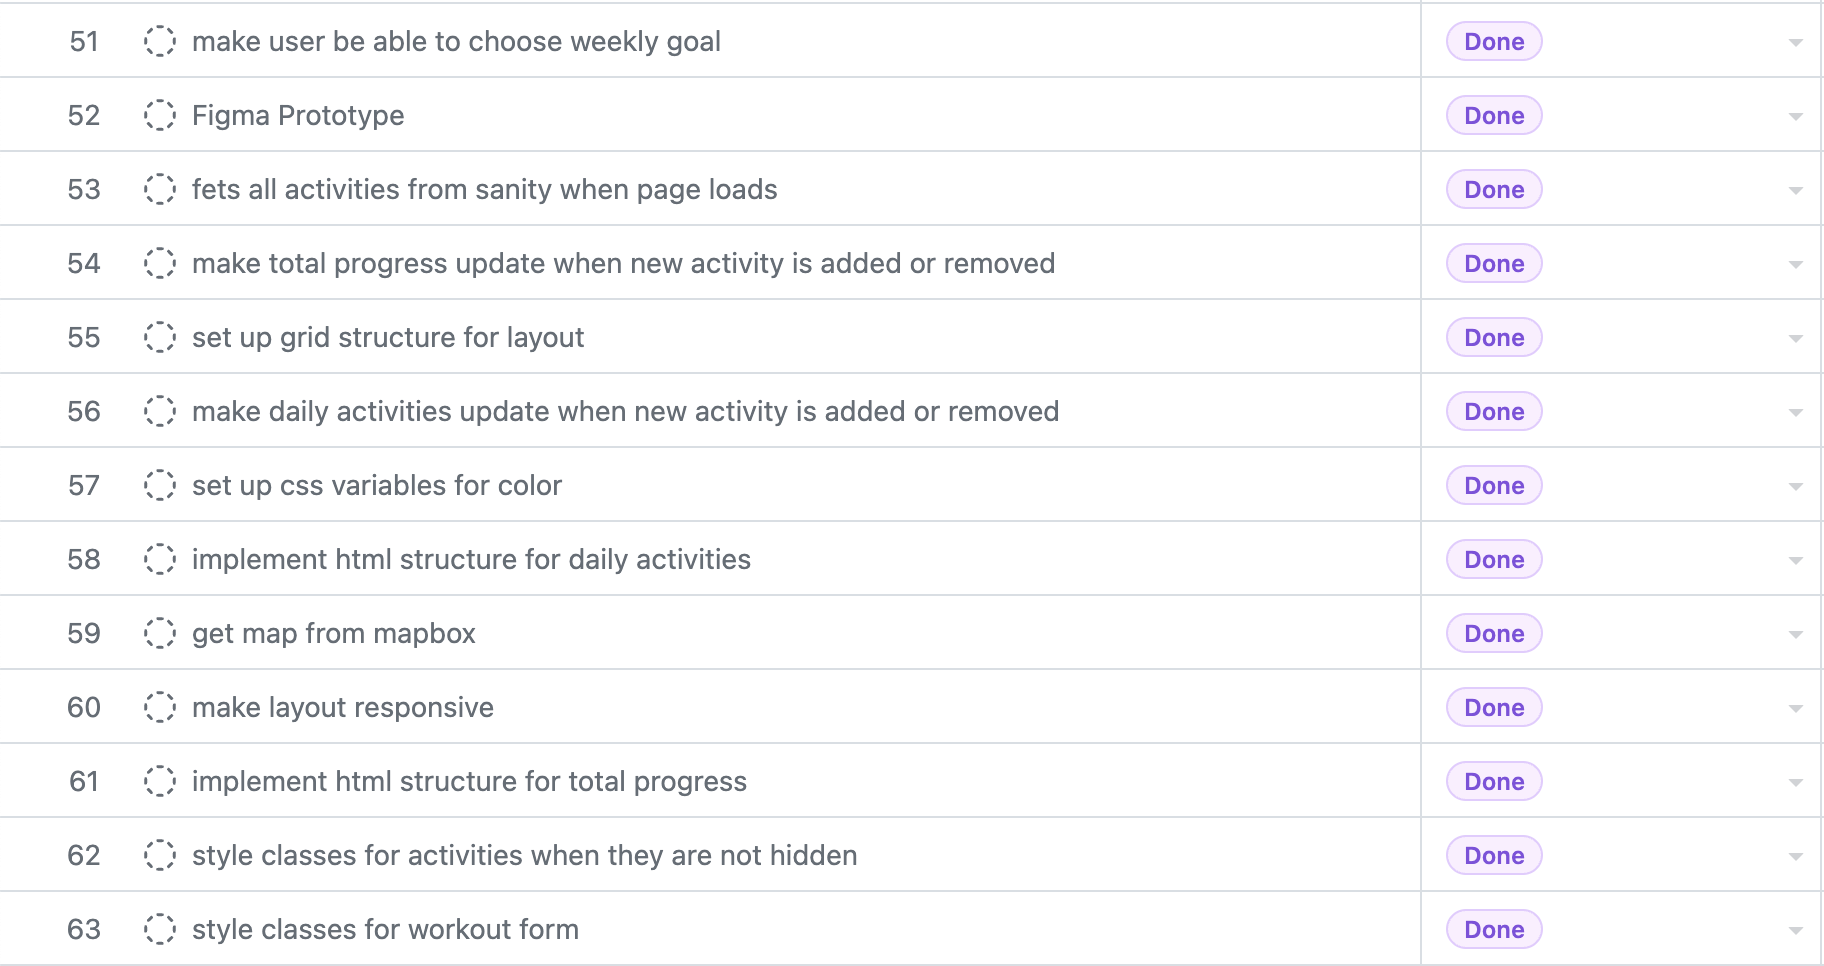 51 make user be able to choose weekly goal Done
52 Figma Prototype Done
53 fets all activities from sanity when page loads Done
54 make total progress update when new activity is added or removed Done
55 set up grid structure for layout Done
56 make daily activities update when new activity is added or removed Done
57 set up css variables for color Done
58 implement html structure for daily activities Done
59 get map from mapbox Done
60 make layout responsive Done
61 implement html structure for total progress Done
62 style classes for activities when they are not hidden Done
63 style classes for workout form Done